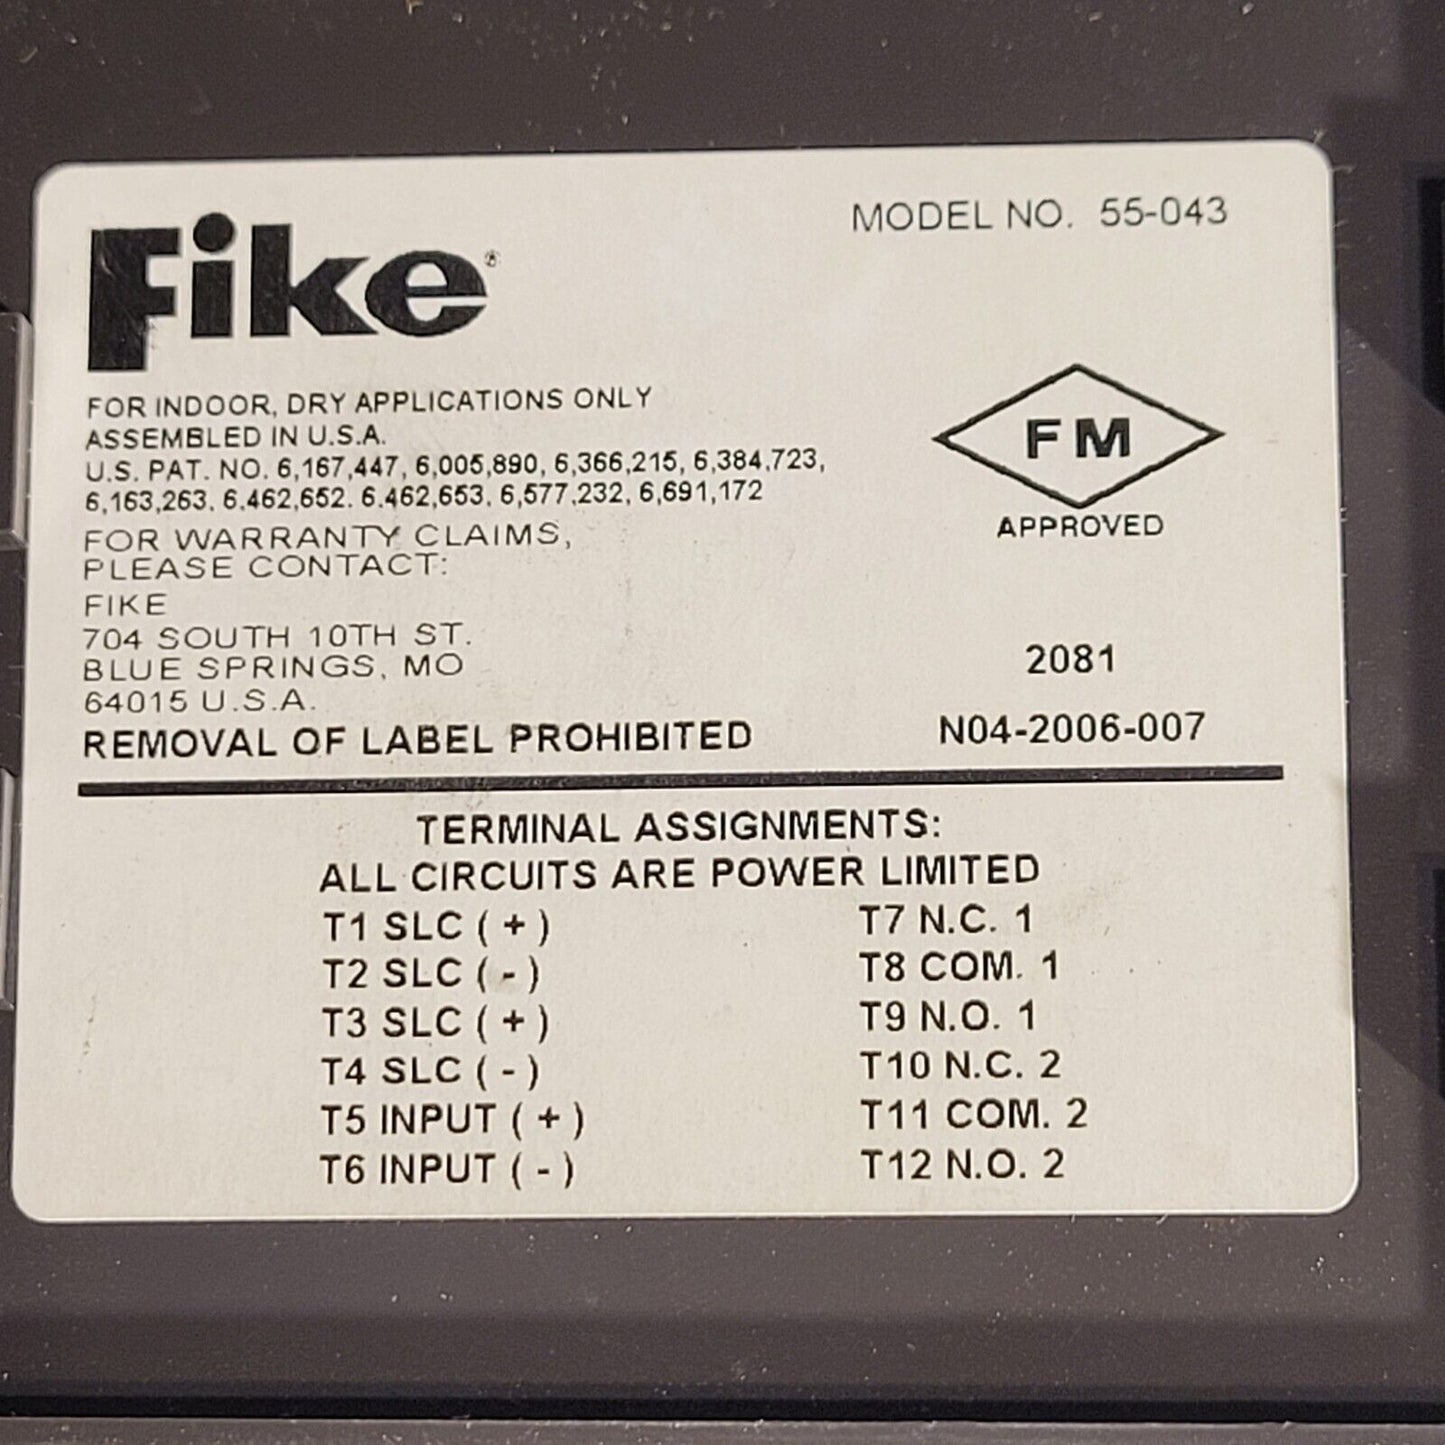 Fike®
MODEL NO. 55-043
FOR INDOOR, DRY APPLICATIONS ONLY
ASSEMBLED IN U.S.A.
U.S. PAT. NO. 6,167,447, 6,005,890, 6,366,215, 6,384,723,
6,163,263, 6,462,652, 6,462,653, 6,577,232, 6,691,172
FOR WARRANTY CLAIMS,
PLEASE CONTACT:
FIKE
704 SOUTH 10TH ST.
BLUE SPRINGS, MO
64015 U.S.A.
REMOVAL OF LABEL PROHIBITED
FM
APPROVED
2081
N04-2006-007
TERMINAL ASSIGNMENTS:
ALL CIRCUITS ARE POWER LIMITED
T1 SLC ( + )
T2 SLC ( - )
T3 SLC ( + )
T4 SLC ( - )
T5 INPUT ( + )
T6 INPUT ( - )
T7 N.C. 1
T8 COM. 1
T9 N.O. 1
T10 N.C. 2
T11 COM. 2
T12 N.O. 2